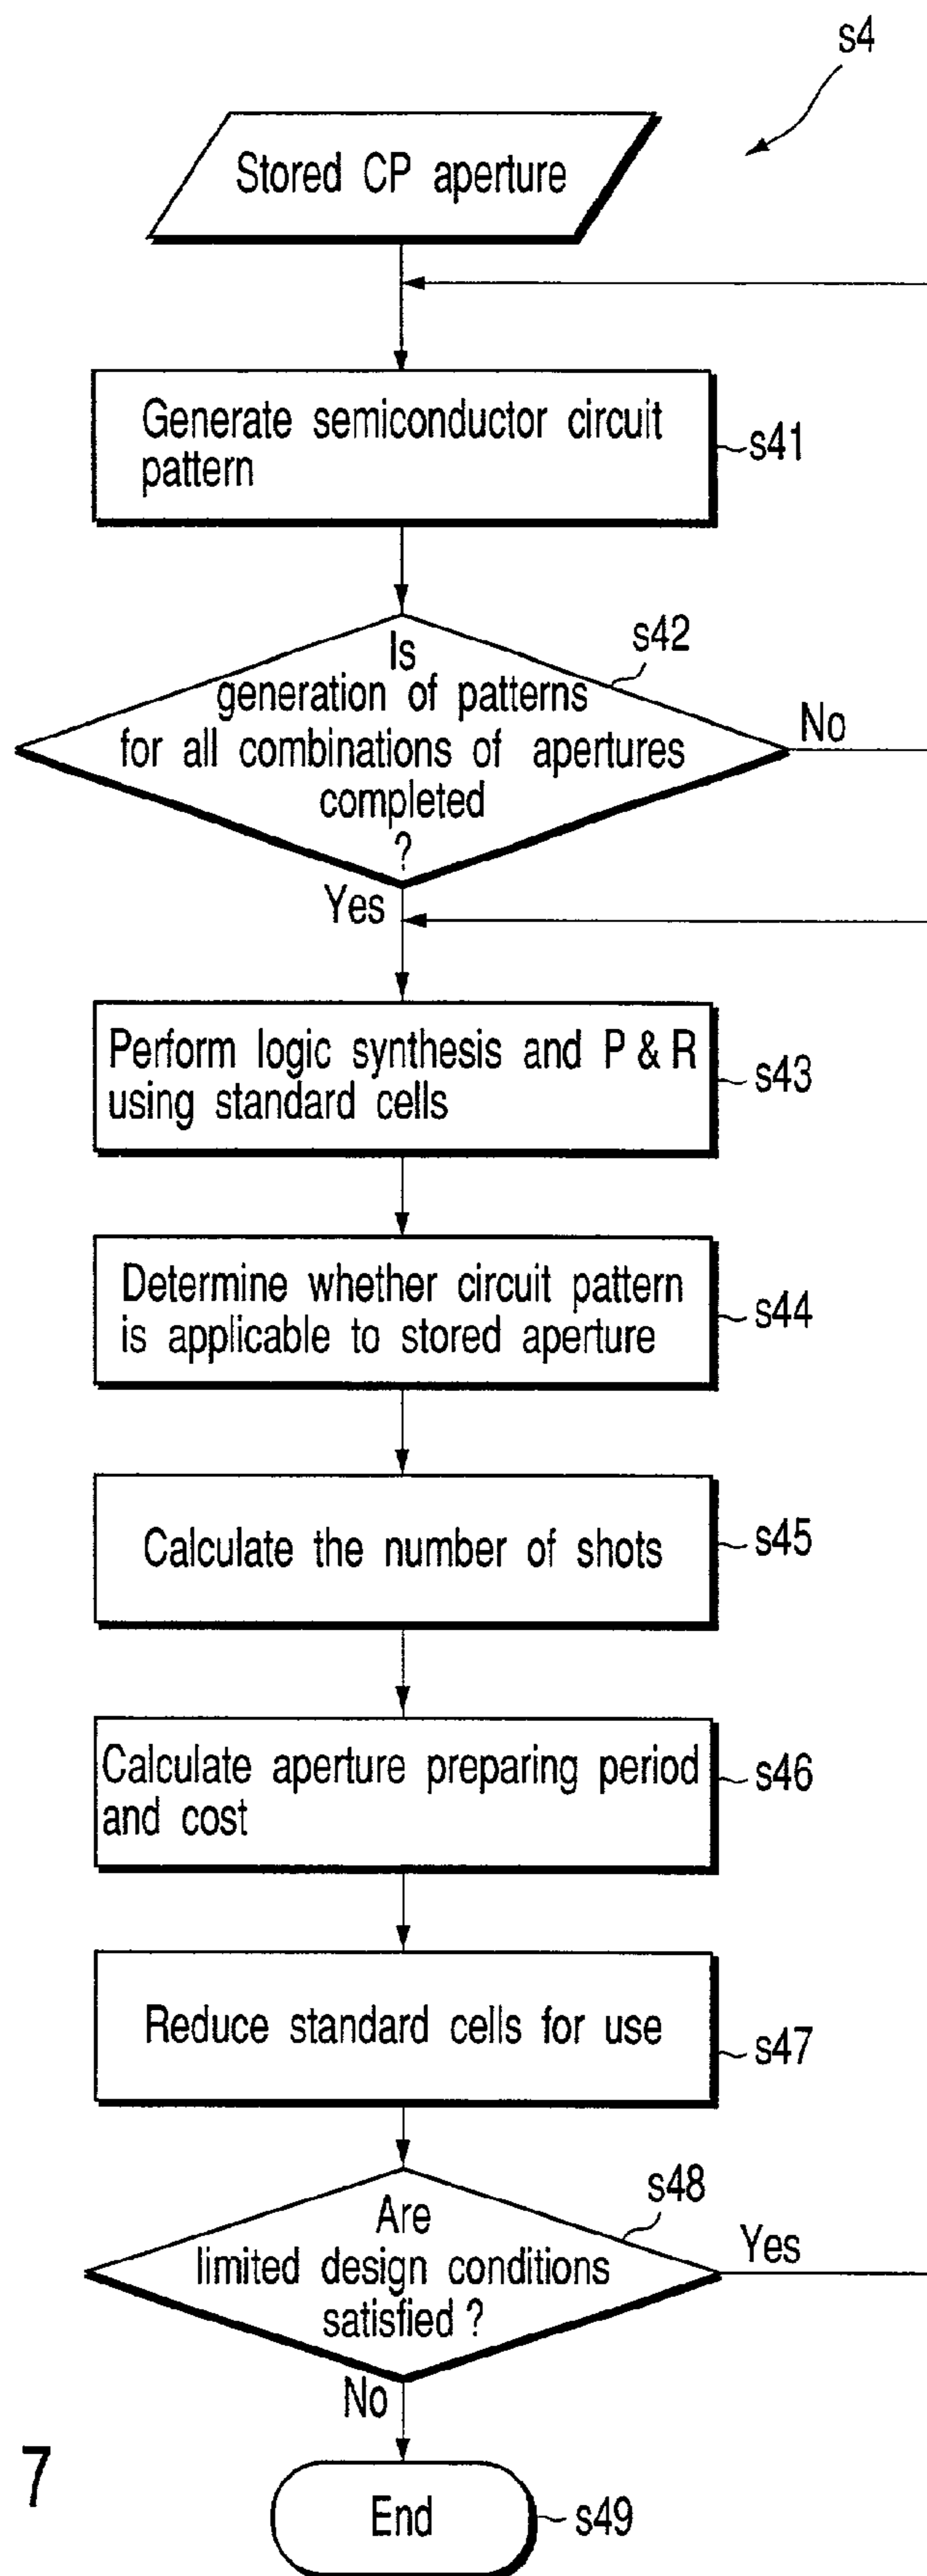 s4
Stored CP aperture
Generate semiconductor circuit
pattern
s41
s42
Is
generation of patterns
for all combinations of apertures
completed
?
No
Yes
Perform logic synthesis and P & R
using standard cells
s43
Determine whether circuit pattern
is applicable to stored aperture
s44
Calculate the number of shots
s45
Calculate aperture preparing period
and cost
s46
Reduce standard cells for use
s47
s48
Are
limited design conditions
satisfied ?
Yes
No
7
End
s49